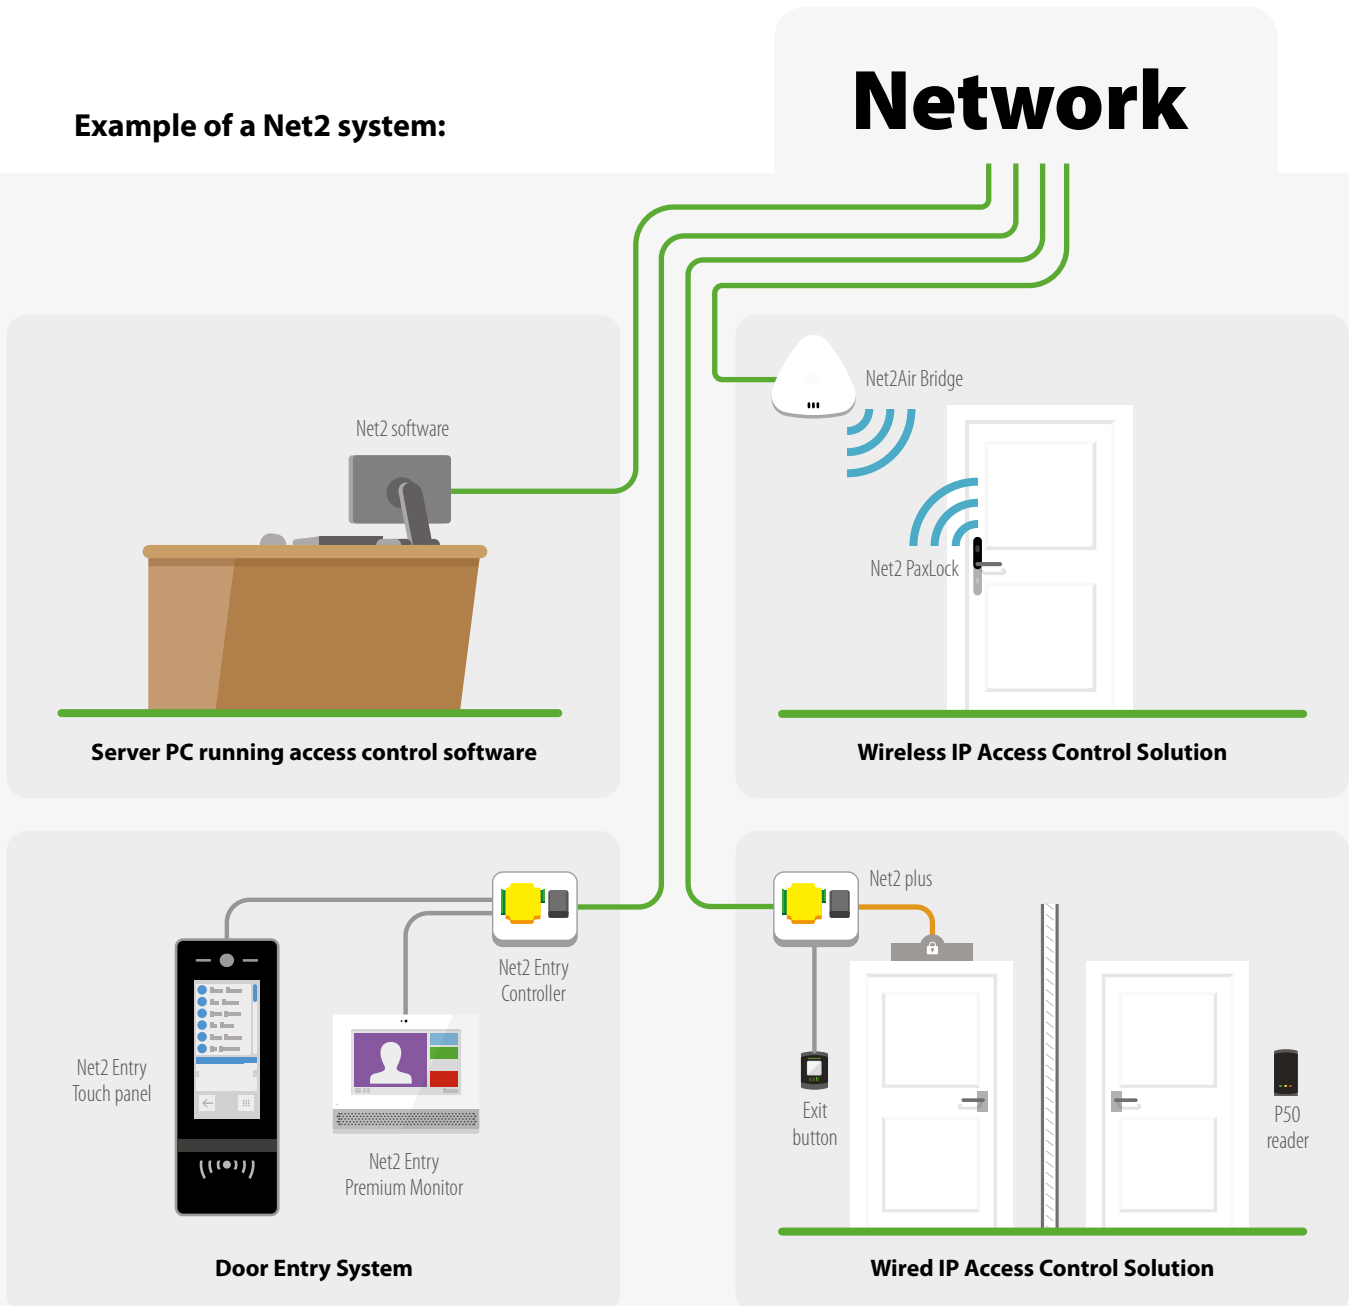 Network
Example of a Net2 system:
Net2 software
Server PC running access control software
Net2Air Bridge
Net2 PaxLock
Wireless IP Access Control Solution
Net2 Entry
Controller
Net2 Entry
Touch panel
Net2 Entry
Premium Monitor
Door Entry System
Net2 plus
Exit
button
P50
reader
Wired IP Access Control Solution